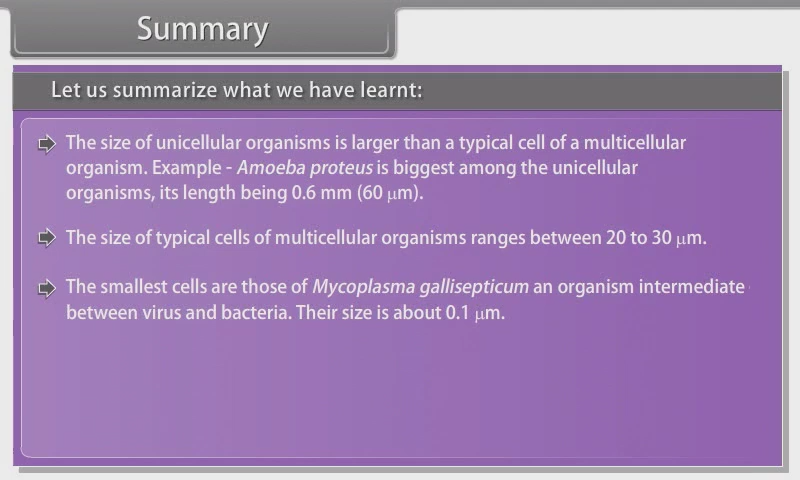 Summary
Let us summarize what we have learnt:
The size of unicellular organisms is larger than a typical cell of a multicellular
organism. Example - Amoeba proteus is biggest among the unicellular
organisms, its length being 0.6 mm (60 μm).
The size of typical cells of multicellular organisms ranges between 20 to 30 μm.
The smallest cells are those of Mycoplasma gallisepticum an organism intermediate
between virus and bacteria. Their size is about 0.1 μm.